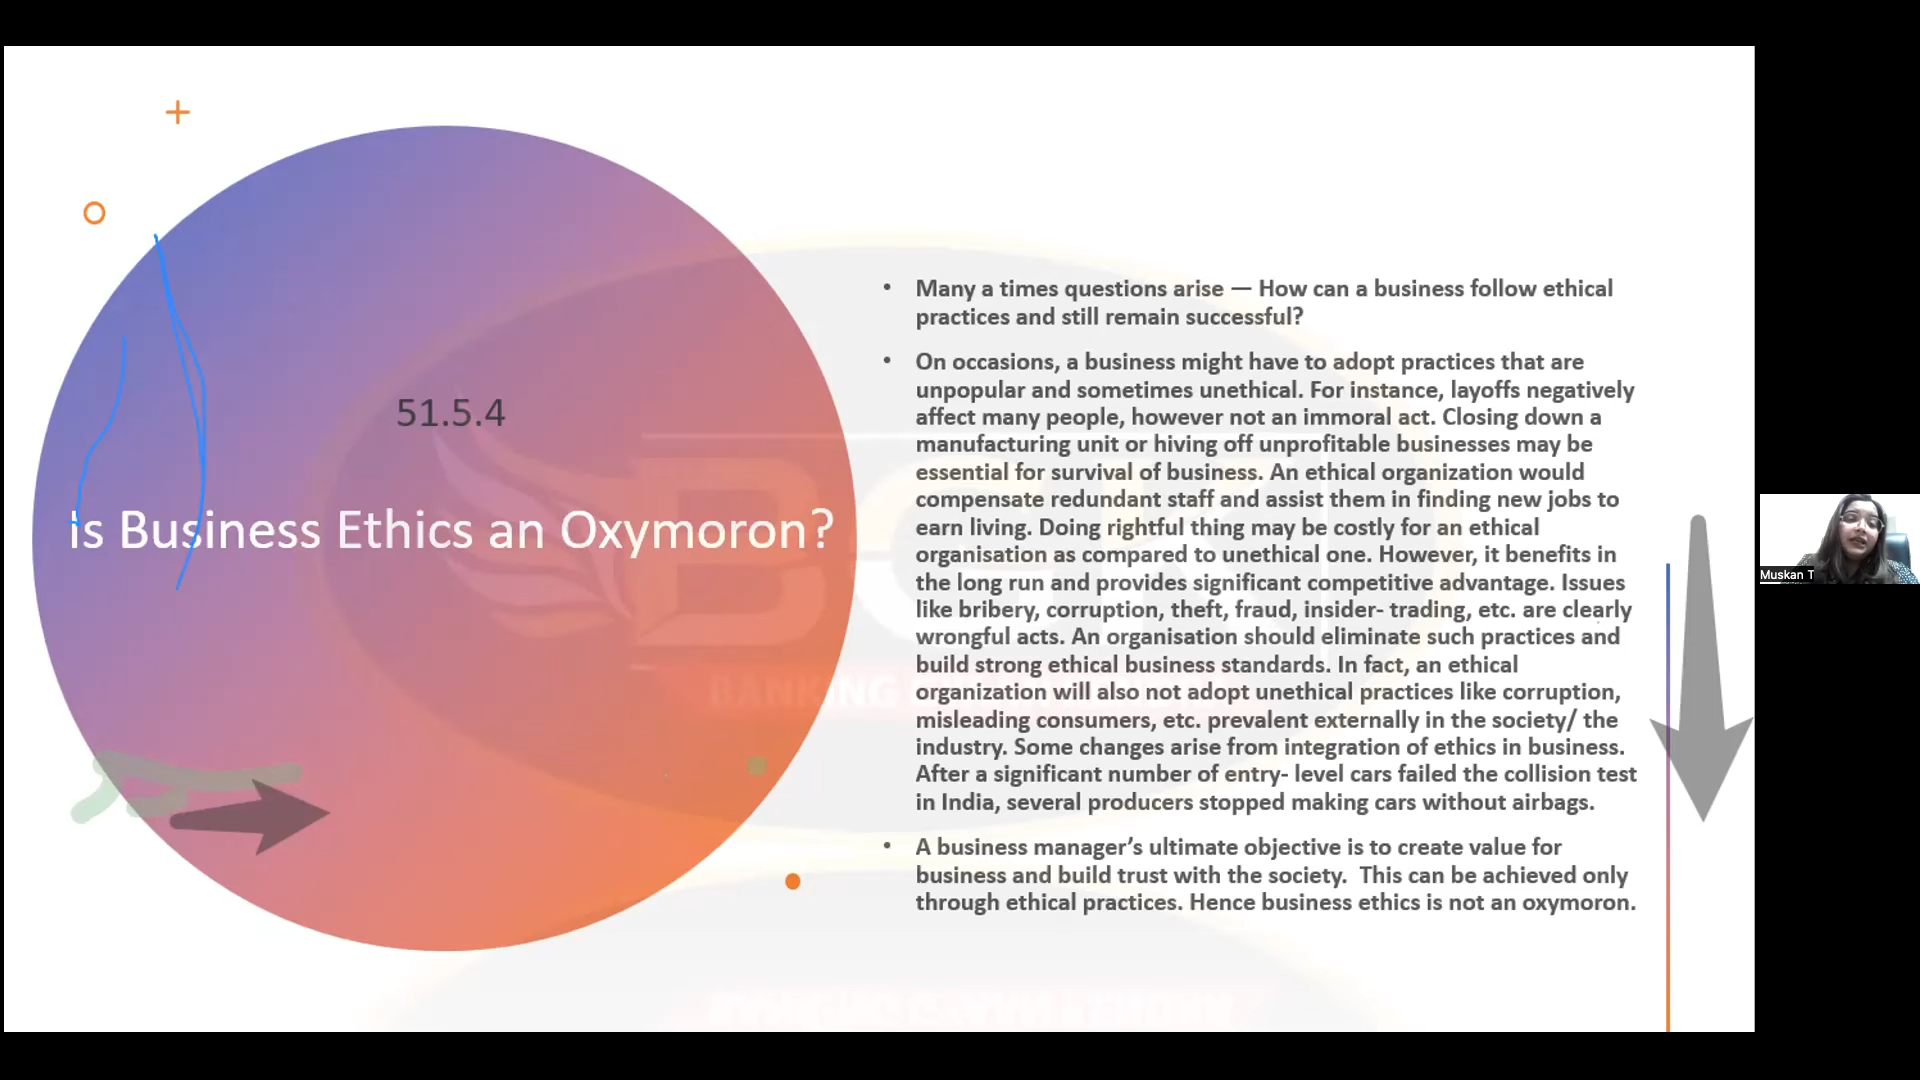 51.5.4
Is Business Ethics an Oxymoron?
• Many a times questions arise — How can a business follow ethical
practices and still remain successful?
• On occasions, a business might have to adopt practices that are
unpopular and sometimes unethical. For instance, layoffs negatively
affect many people, however not an immoral act. Closing down a
manufacturing unit or hiving off unprofitable businesses may be
essential for survival of business. An ethical organization would
compensate redundant staff and assist them in finding new jobs to
earn living. Doing rightful thing may be costly for an ethical
organisation as compared to unethical one. However, it benefits in
the long run and provides significant competitive advantage. Issues
like bribery, corruption, theft, fraud, insider- trading, etc. are clearly
wrongful acts. An organisation should eliminate such practices and
build strong ethical business standards. In fact, an ethical
organization will also not adopt unethical practices like corruption,
misleading consumers, etc. prevalent externally in the society/ the
industry. Some changes arise from integration of ethics in business.
After a significant number of entry- level cars failed the collision test
in India, several producers stopped making cars without airbags.
• A business manager’s ultimate objective is to create value for
business and build trust with the society.  This can be achieved only
through ethical practices. Hence business ethics is not an oxymoron.
Muskan T